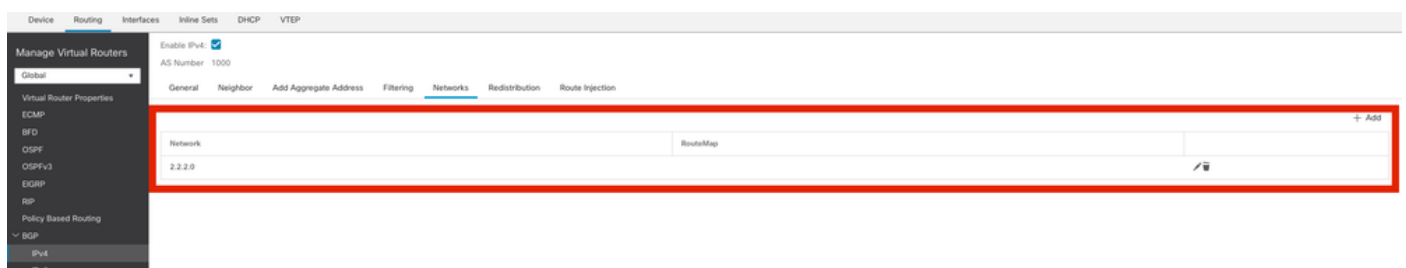 Device Routing Interfaces Inline Sets DHCP VTEP
Manage Virtual Routers
Global
Virtual Router Properties
ECMP
BFD
OSPF
OSPFv3
EIGRP
RIP
Policy Based Routing
BGP
IPv4
Enable IPv4:
AS Number 1000
General Neighbor Add Aggregate Address Filtering Networks Redistribution Route Injection
+ Add
Network RouteMap
2.2.2.0